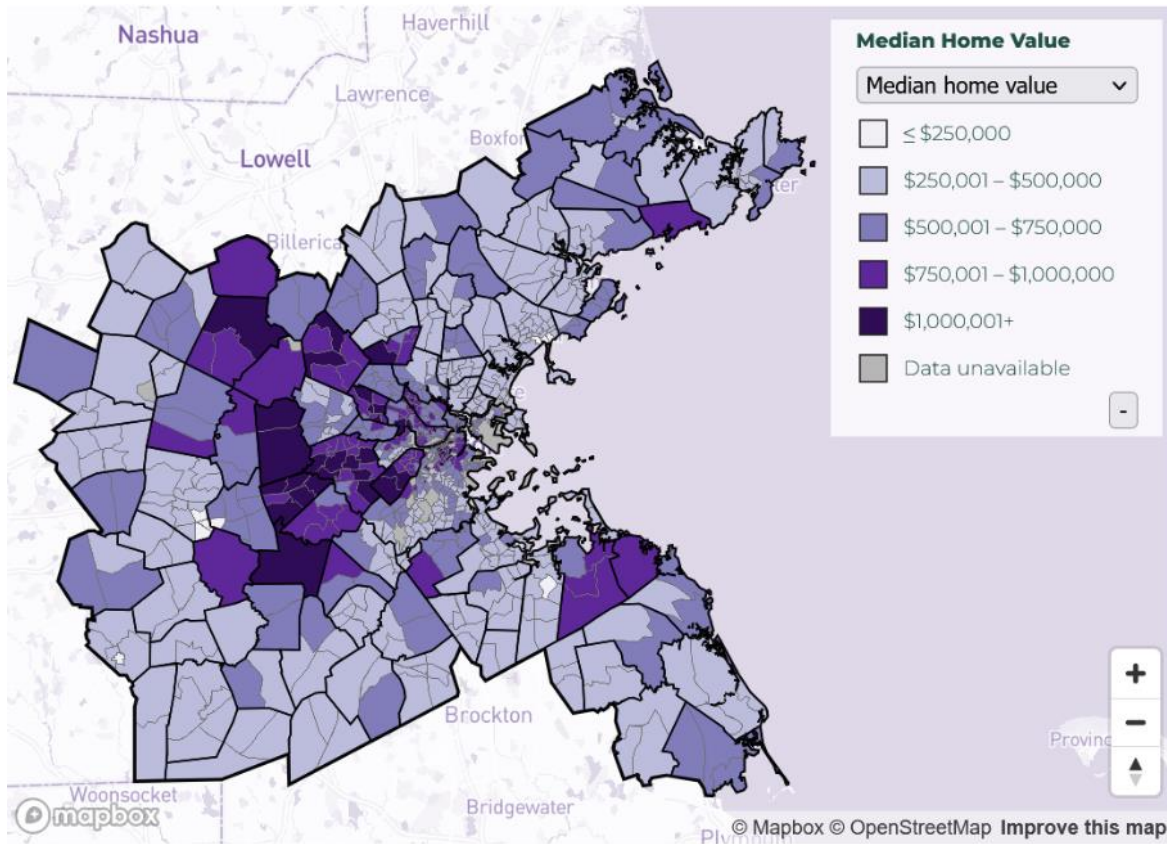 Haverhill
Nashua
Lawrence
Boxfor
Lowell
Billerica
Median Home Value
Median home value
≤ $250,000
$250,001 – $500,000
$500,001 – $750,000
$750,001 – $1,000,000
$1,000,001+
Data unavailable
-
+
−
Brockton
Provinc
Woonsocket
Bridgewater
mapbox
© Mapbox © OpenStreetMap Improve this map